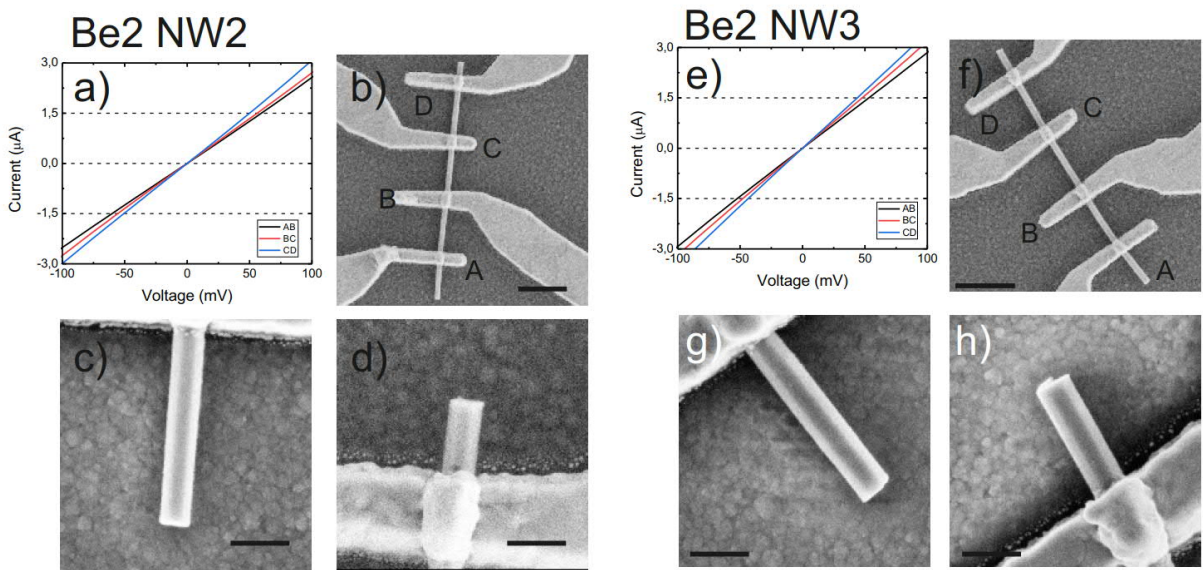 Be2 NW2
Be2 NW3
a)
3,0
1,5
0,0
-1,5
-3,0
Current (µA)
-100
-50
0
50
100
Voltage (mV)
AB
BC
CD
b)
D
C
B
A
c)
d)
e)
3,0
1,5
0,0
-1,5
-3,0
Current (µA)
-100
-50
0
50
100
Voltage (mV)
AB
BC
CD
f)
D
C
B
A
g)
h)